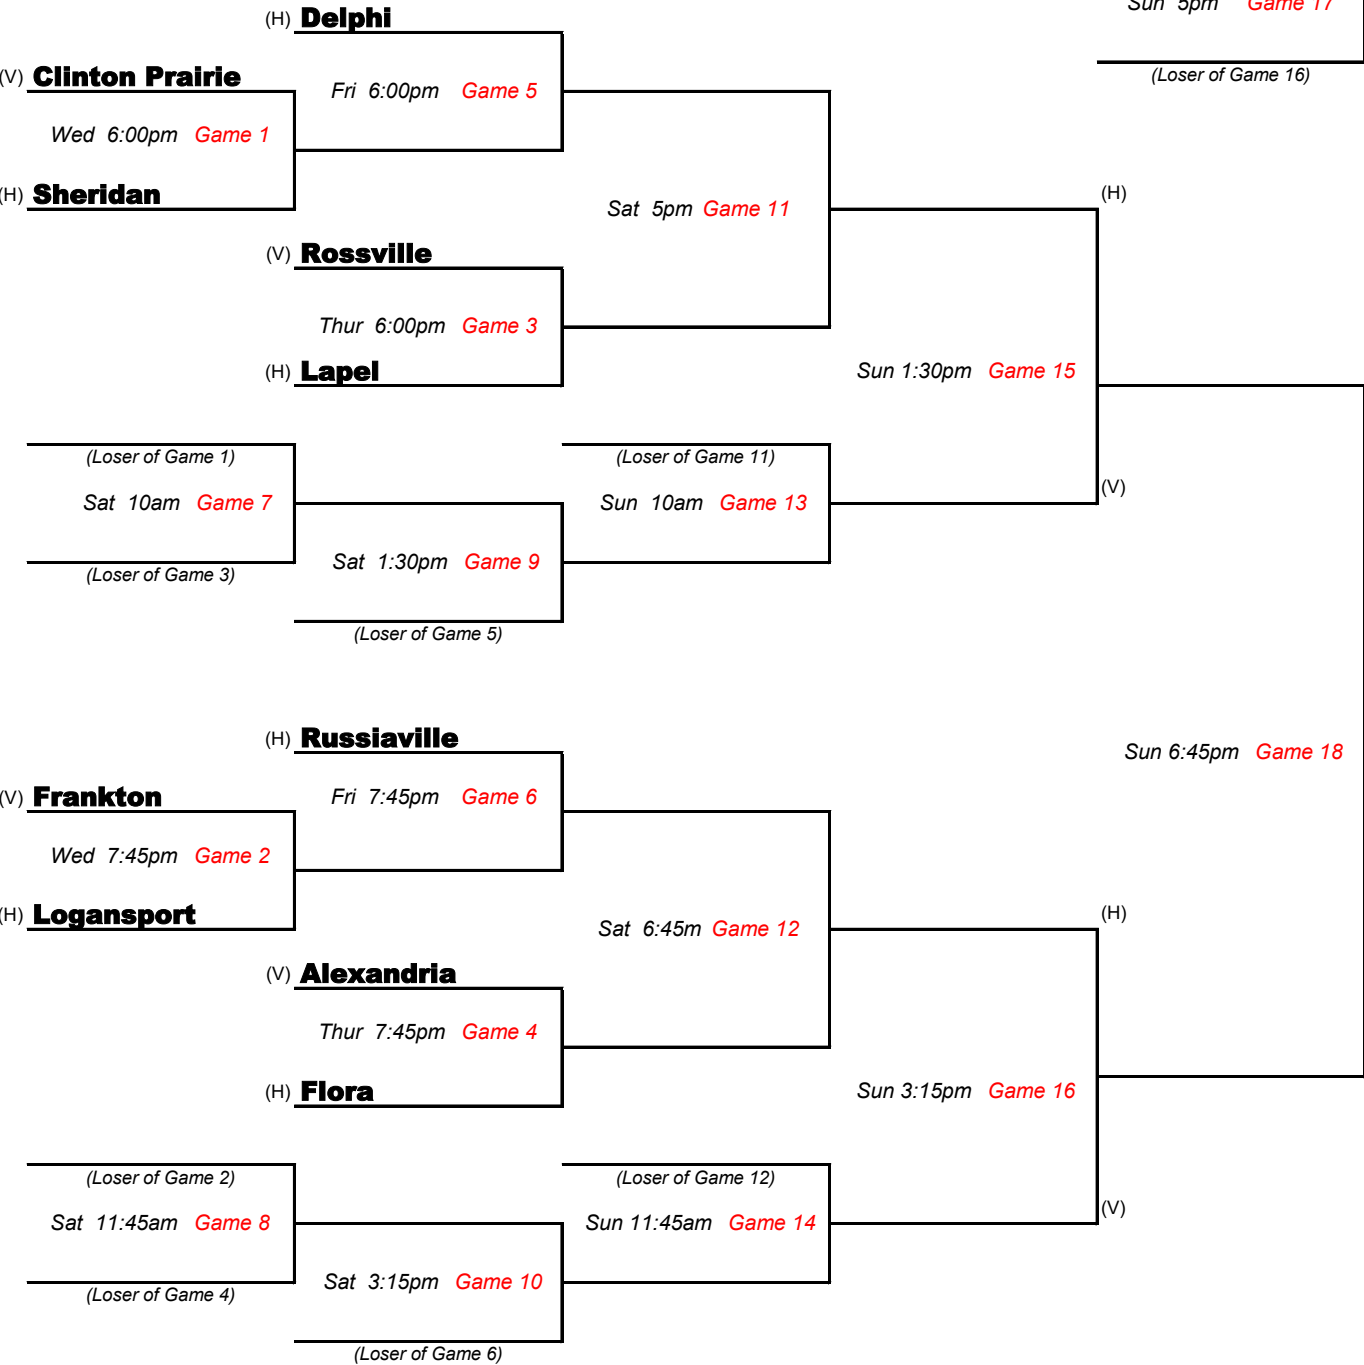 Sun 5pm Game 17
(H) Delphi
(V) Clinton Prairie
(Loser of Game 16)
Fri 6:00pm Game 5
Wed 6:00pm Game 1
(H) Sheridan
(H)
Sat 5pm Game 11
(V) Rossville
Thur 6:00pm Game 3
(H) Lapel
Sun 1:30pm Game 15
(Loser of Game 1)
(Loser of Game 11)
(V)
Sat 10am Game 7
Sun 10am Game 13
Sat 1:30pm Game 9
(Loser of Game 3)
(Loser of Game 5)
(H) Russiaville
Sun 6:45pm Game 18
(V) Frankton
Fri 7:45pm Game 6
Wed 7:45pm Game 2
(H) Logansport
(H)
Sat 6:45m Game 12
(V) Alexandria
Thur 7:45pm Game 4
(H) Flora
Sun 3:15pm Game 16
(Loser of Game 2)
(Loser of Game 12)
(V)
Sat 11:45am Game 8
Sun 11:45am Game 14
Sat 3:15pm Game 10
(Loser of Game 4)
(Loser of Game 6)